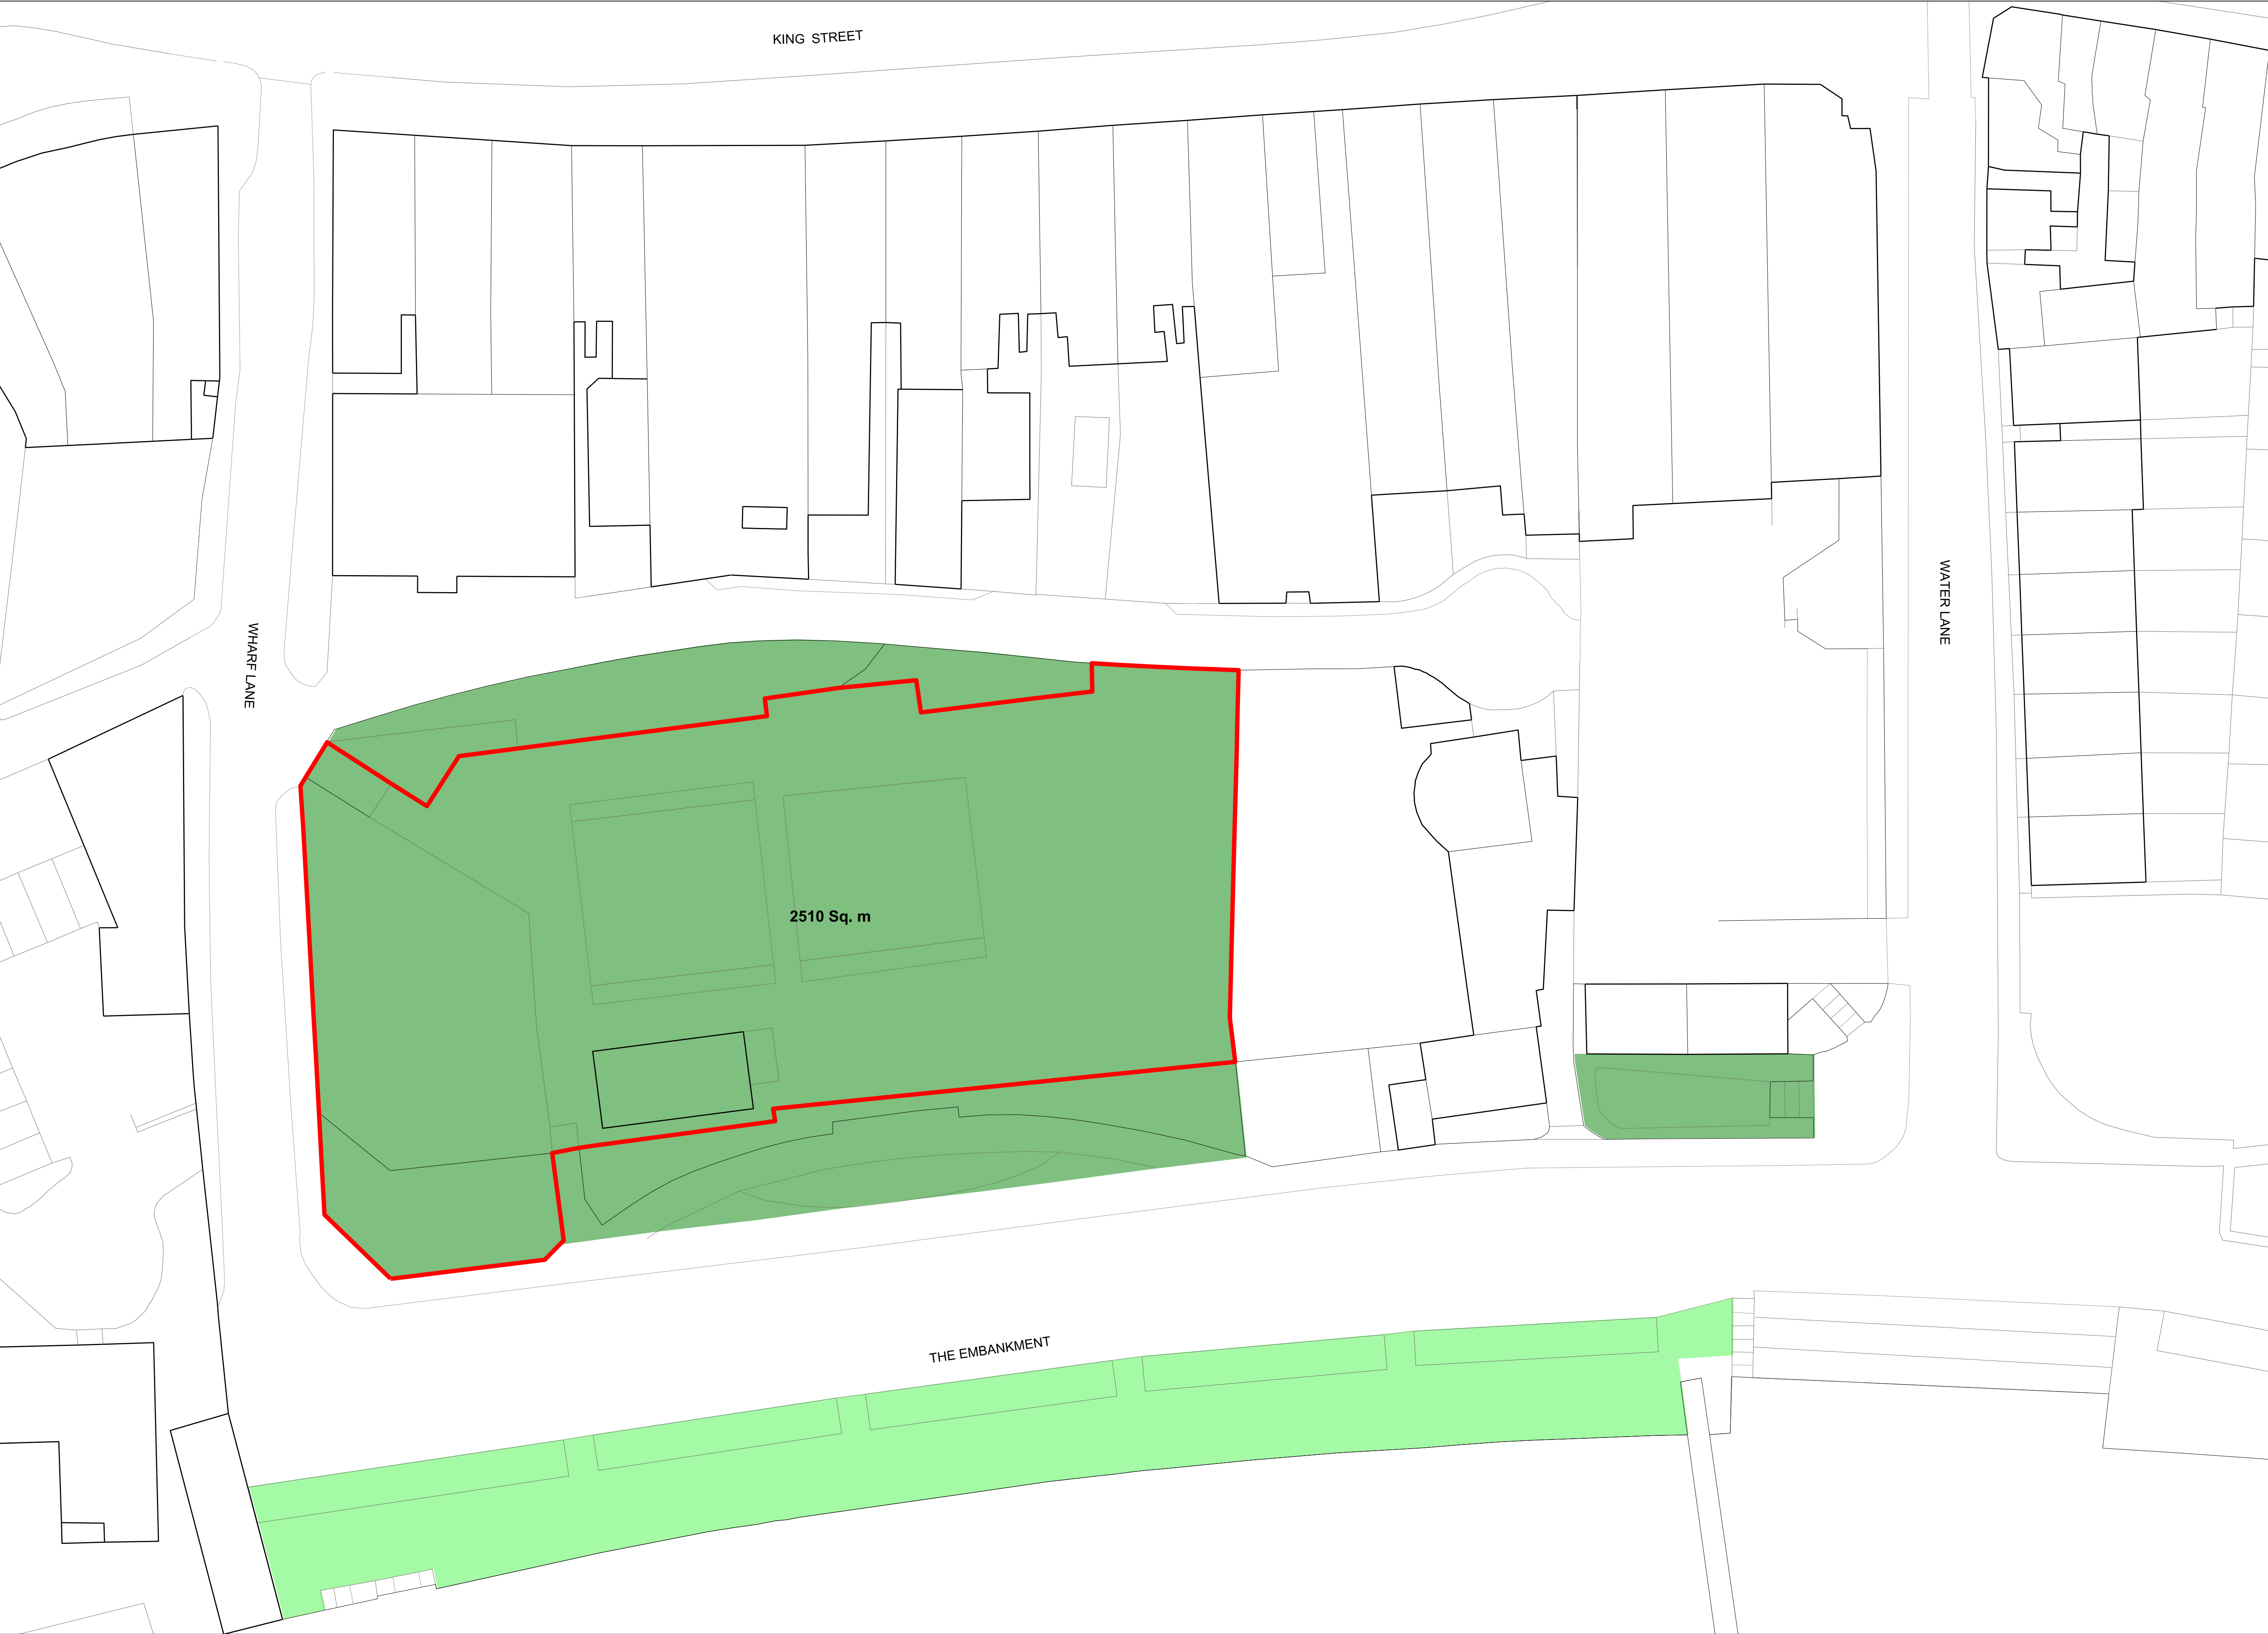 KING STREET
WHARF LANE
WATER LANE
2510 Sq. m
THE EMBANKMENT